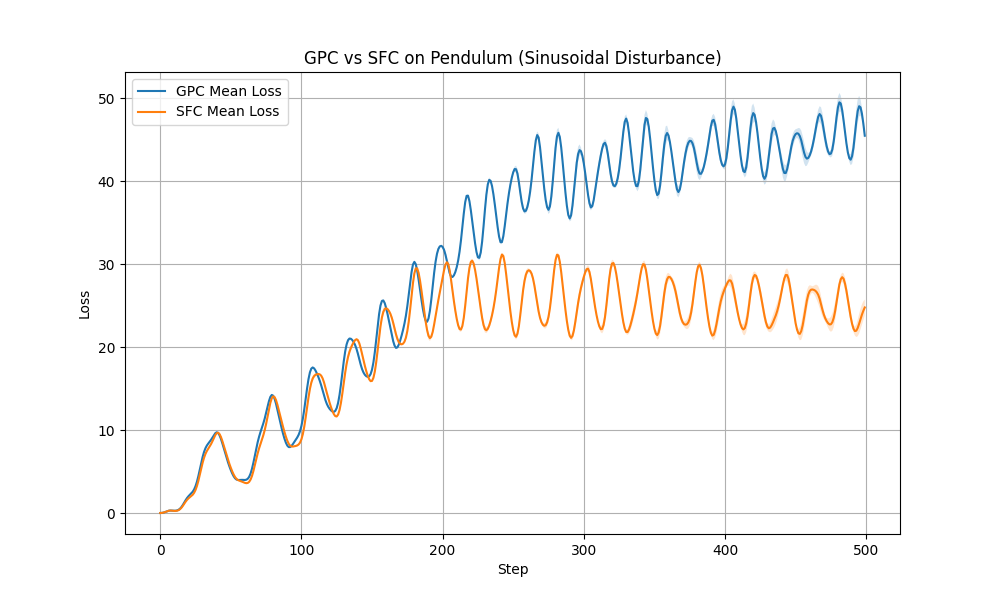 GPC vs SFC on Pendulum (Sinusoidal Disturbance)
GPC Mean Loss
SFC Mean Loss
Loss
50
40
30
20
10
0
0 100 200 300 400 500
Step